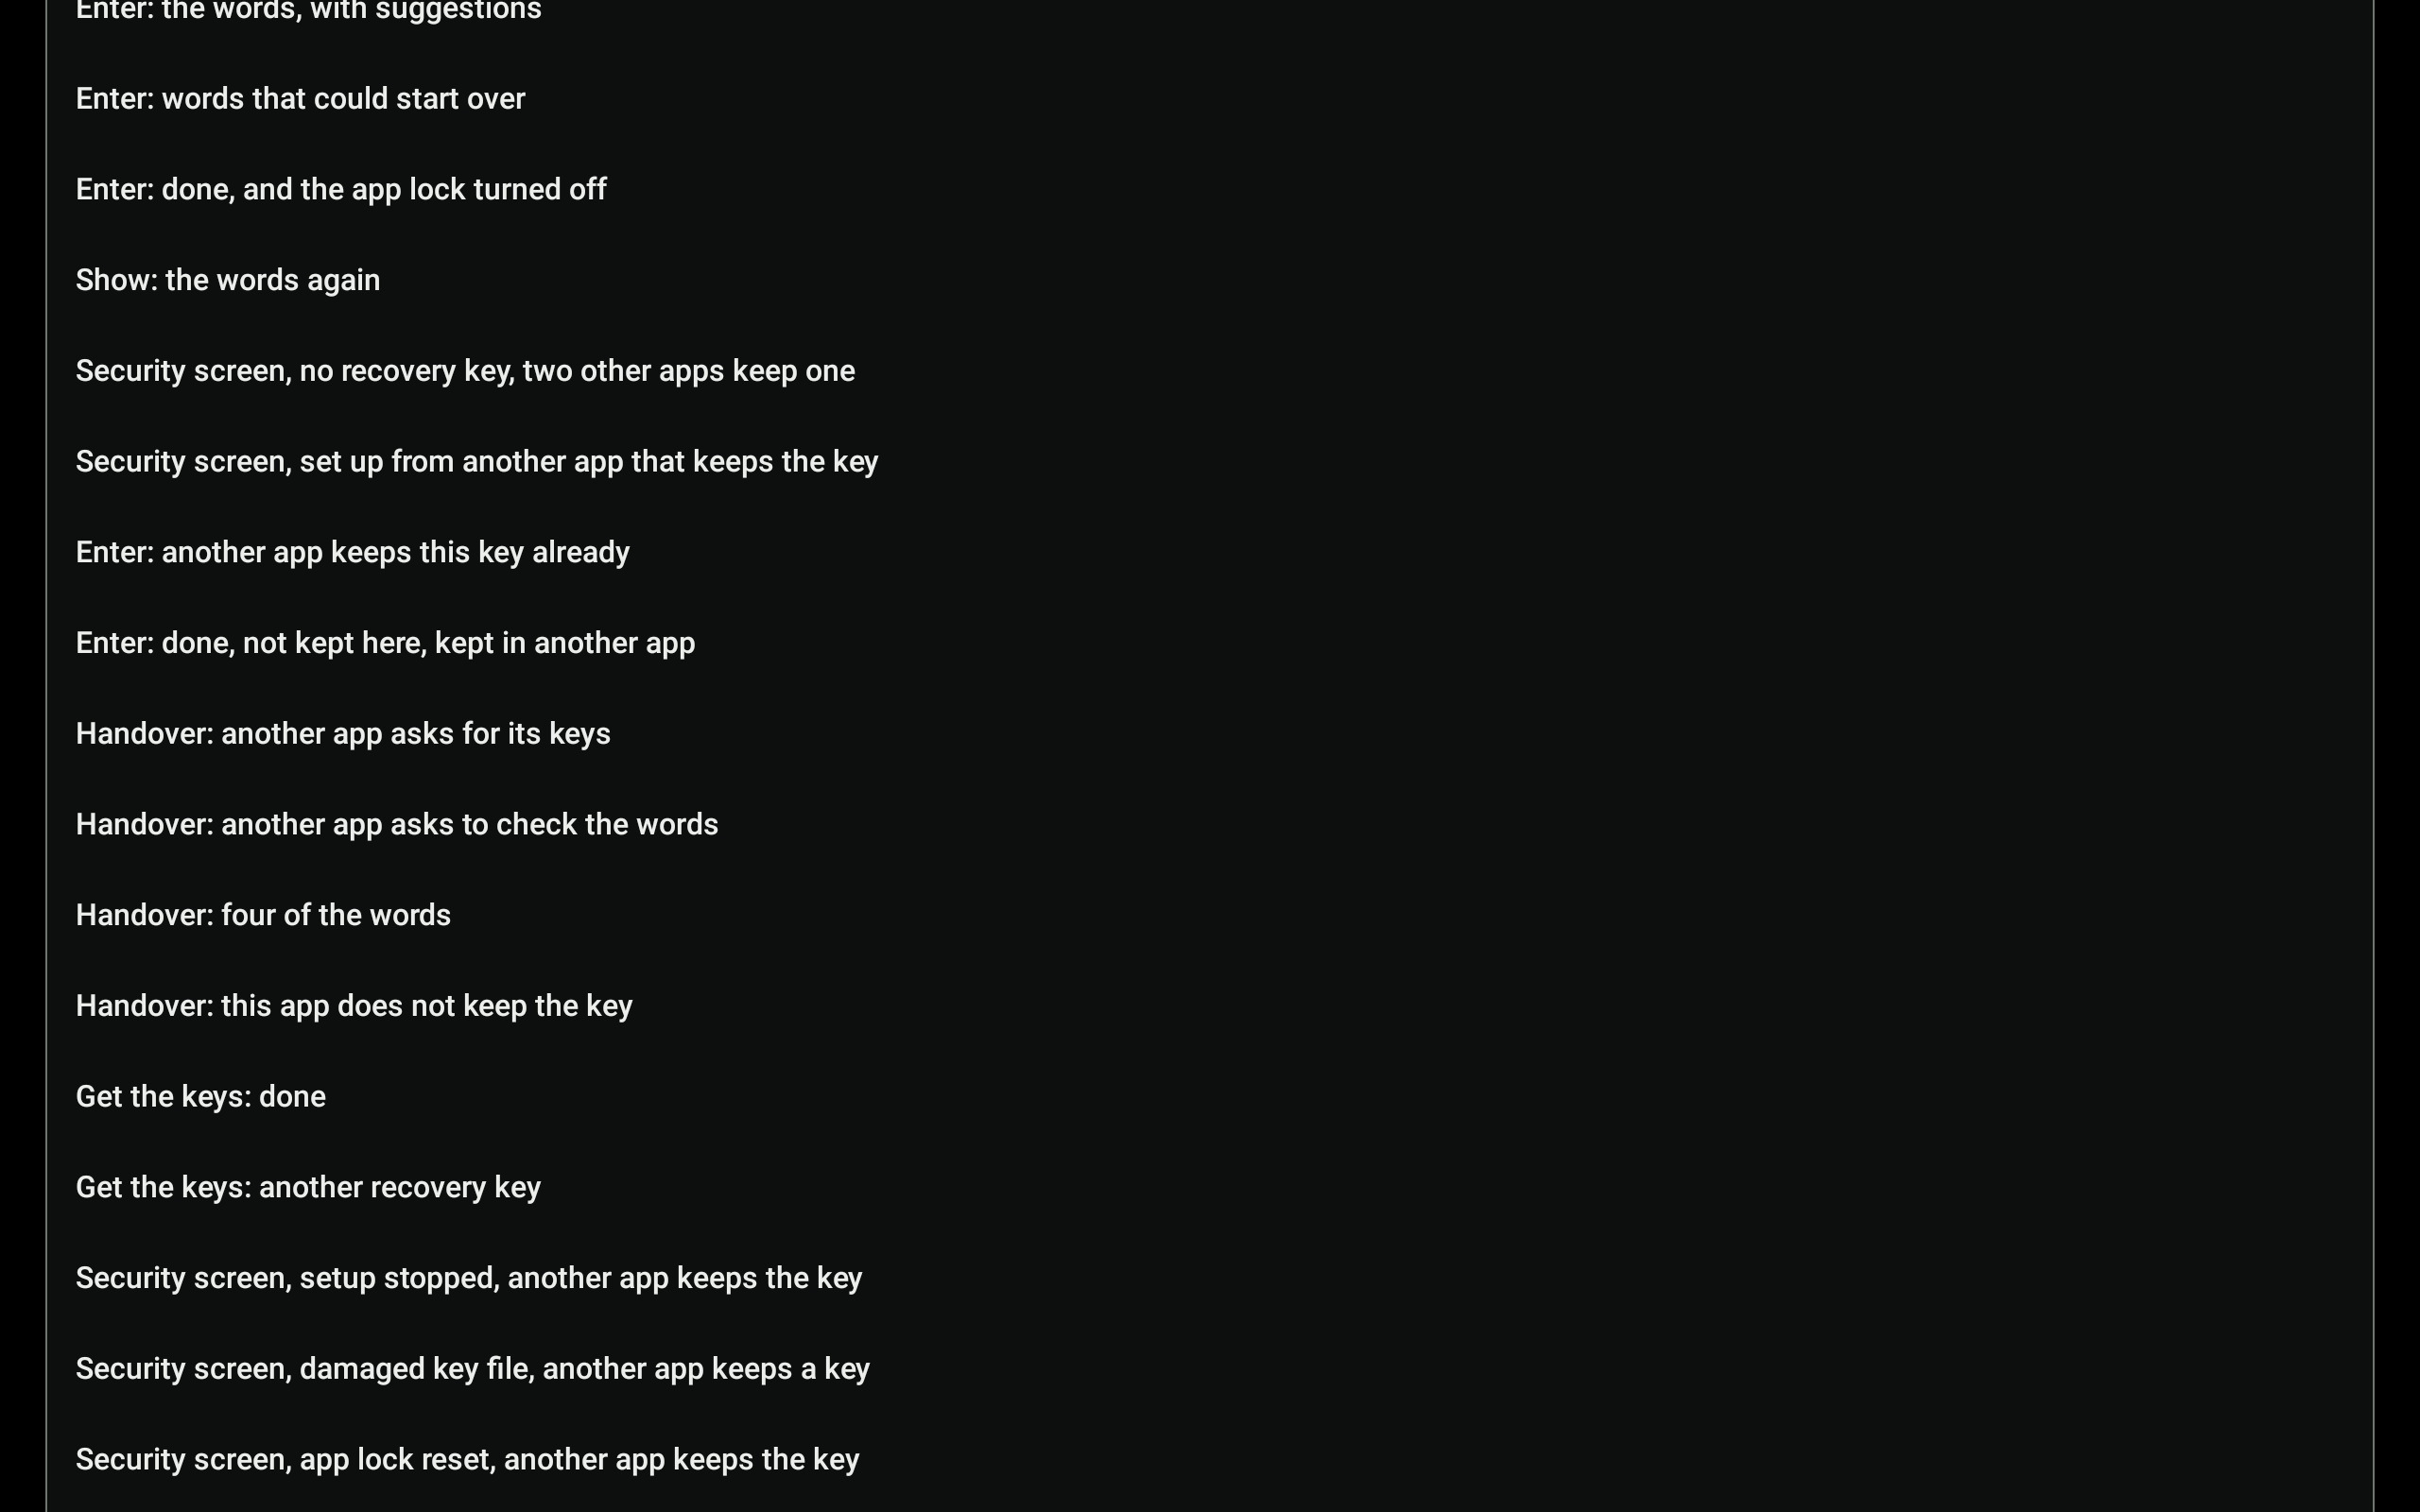 Enter: the words, with suggestions
Enter: words that could start over
Enter: done, and the app lock turned off
Show: the words again
Security screen, no recovery key, two other apps keep one
Security screen, set up from another app that keeps the key
Enter: another app keeps this key already
Enter: done, not kept here, kept in another app
Handover: another app asks for its keys
Handover: another app asks to check the words
Handover: four of the words
Handover: this app does not keep the key
Get the keys: done
Get the keys: another recovery key
Security screen, setup stopped, another app keeps the key
Security screen, damaged key file, another app keeps a key
Security screen, app lock reset, another app keeps the key